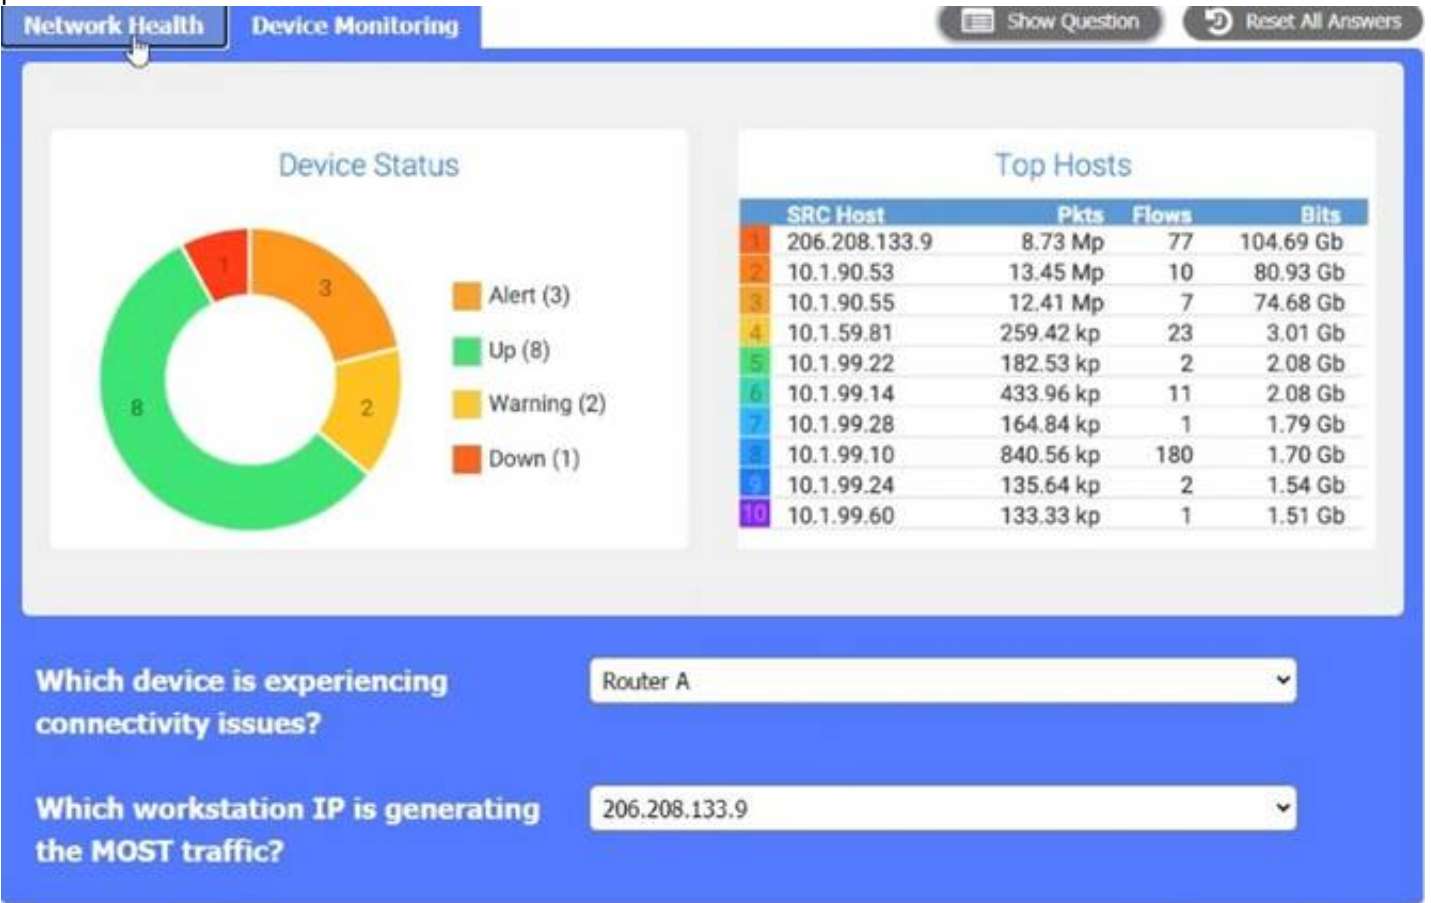 Network Health Device Monitoring Show Question Reset All Answers
Device Status
1
3
8
2
Alert (3)
Up (8)
Warning (2)
Down (1)
Top Hosts
SRC Host Pkts Flows Bits
1 206.208.133.9 8.73 Mp 77 104.69 Gb
2 10.1.90.53 13.45 Mp 10 80.93 Gb
3 10.1.90.55 12.41 Mp 7 74.68 Gb
4 10.1.59.81 259.42 kp 23 3.01 Gb
5 10.1.99.22 182.53 kp 2 2.08 Gb
6 10.1.99.14 433.96 kp 11 2.08 Gb
7 10.1.99.28 164.84 kp 1 1.79 Gb
8 10.1.99.10 840.56 kp 180 1.70 Gb
9 10.1.99.24 135.64 kp 2 1.54 Gb
10 10.1.99.60 133.33 kp 1 1.51 Gb
Which device is experiencing
connectivity issues?
Router A
Which workstation IP is generating
the MOST traffic?
206.208.133.9